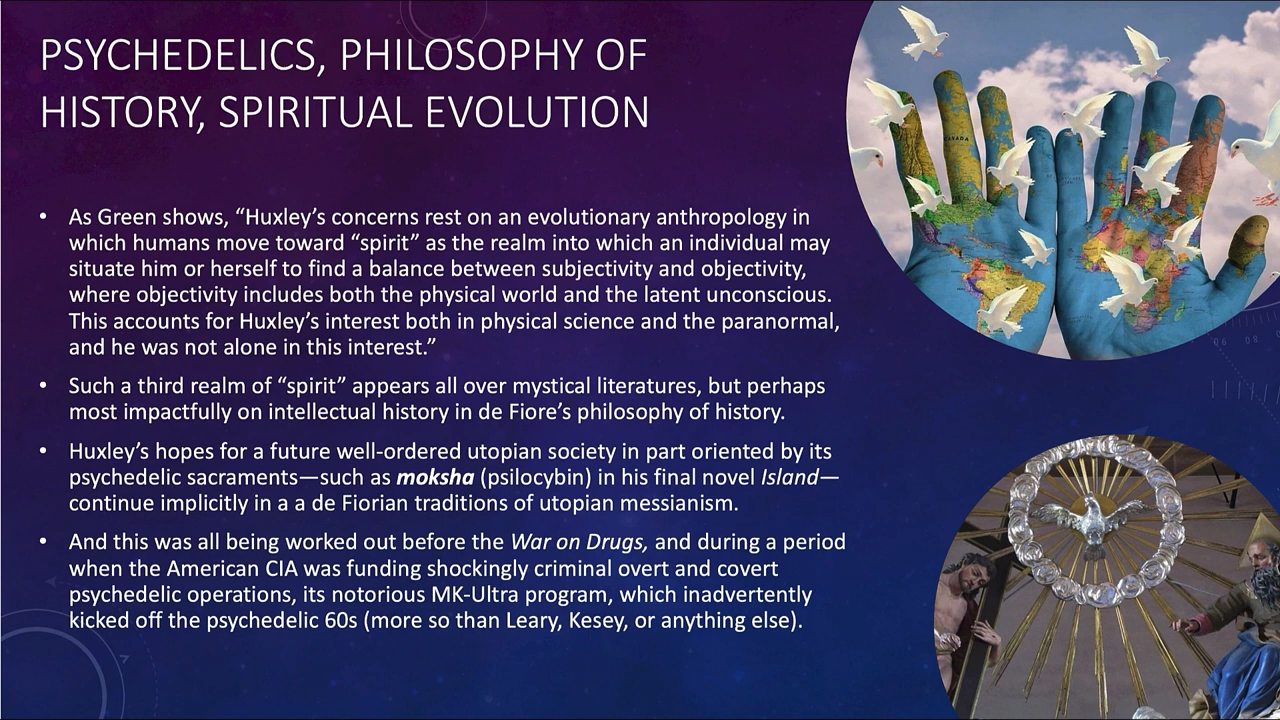 PSYCHEDELICS, PHILOSOPHY OF
HISTORY, SPIRITUAL EVOLUTION
• As Green shows, “Huxley’s concerns rest on an evolutionary anthropology in
which humans move toward “spirit” as the realm into which an individual may
situate him or herself to find a balance between subjectivity and objectivity,
where objectivity includes both the physical world and the latent unconscious.
This accounts for Huxley’s interest both in physical science and the paranormal,
and he was not alone in this interest.”
• Such a third realm of “spirit” appears all over mystical literatures, but perhaps
most impactfully on intellectual history in de Fiore’s philosophy of history.
• Huxley’s hopes for a future well-ordered utopian society in part oriented by its
psychedelic sacraments—such as moksha (psilocybin) in his final novel Island—
continue implicitly in a a de Fiorian traditions of utopian messianism.
• And this was all being worked out before the War on Drugs, and during a period
when the American CIA was funding shockingly criminal overt and covert
psychedelic operations, its notorious MK-Ultra program, which inadvertently
kicked off the psychedelic 60s (more so than Leary, Kesey, or anything else).
CANADA